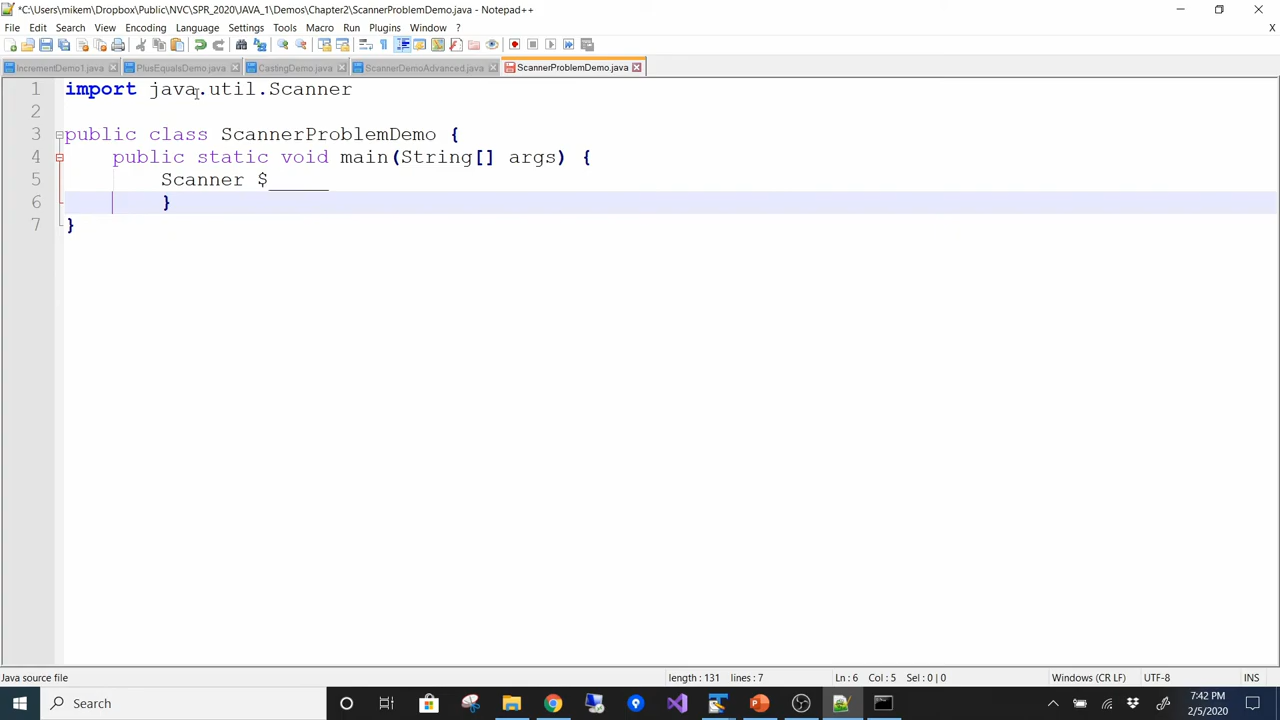 *C:\Users\mikem\Dropbox\Public\NVC\SPR_2020\JAVA_1\Demos\Chapter2\ScannerProblemDemo.java - Notepad++
File Edit Search View Encoding Language Settings Tools Macro Run Plugins Window ? X
IncrementDemo1.java PlusEqualsDemo.java CastingDemo.java ScannerDemoAdvanced.java ScannerProblemDemo.java
1 import java.util.Scanner
2
3 public class ScannerProblemDemo {
4 public static void main(String[] args) {
5 Scanner $_____
6 }
7 }
Java source file length : 131 lines : 7 Ln : 6 Col : 5 Sel : 0 | 0 Windows (CR LF) UTF-8 INS
Search 7:42 PM
2/5/2020